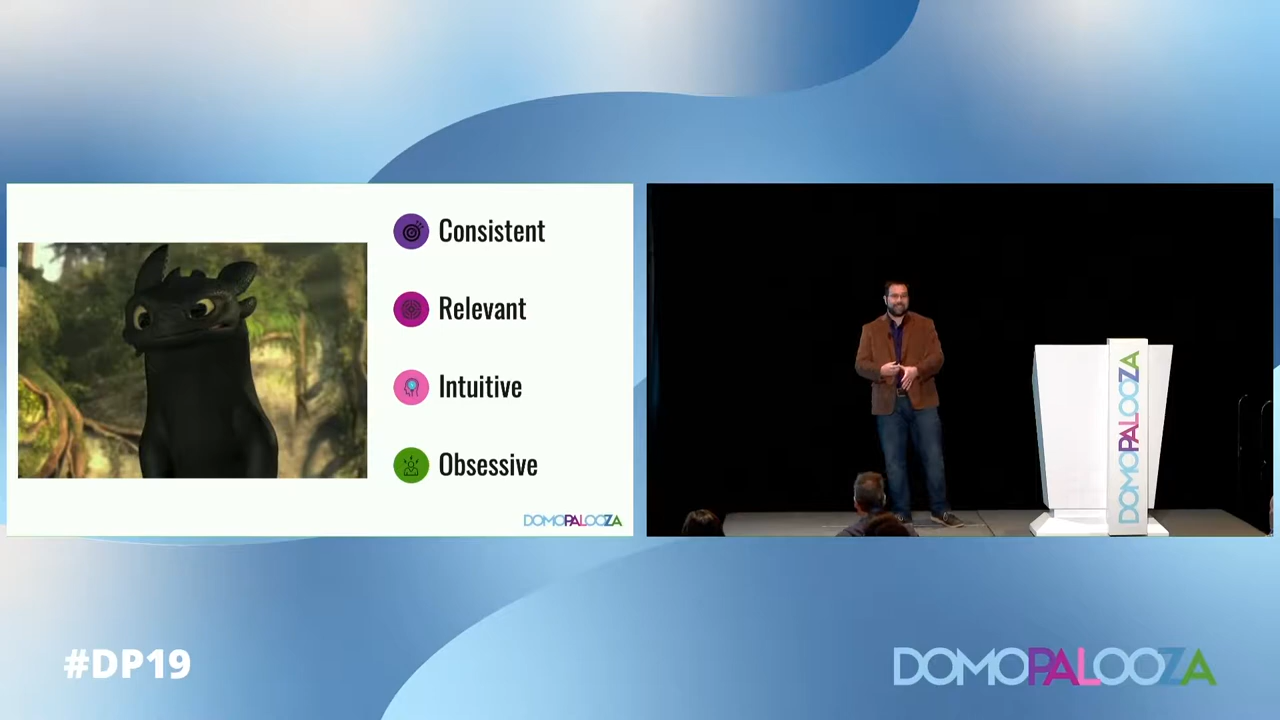 Consistent
Relevant
Intuitive
Obsessive
DOMOPALOOZA
DOMOPALOOZA
#DP19
DOMOPALOOZA